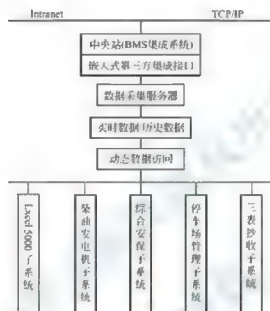 Intranet
TCP/IP
中央站(BMS集成系统)
嵌入式第三方集成接口
数据采集服务器
实时数据/历史数据
动态数据访问
Excel 5000子系统
柴油发电机子系统
综合安保子系统
停车场管理子系统
三表抄收子系统